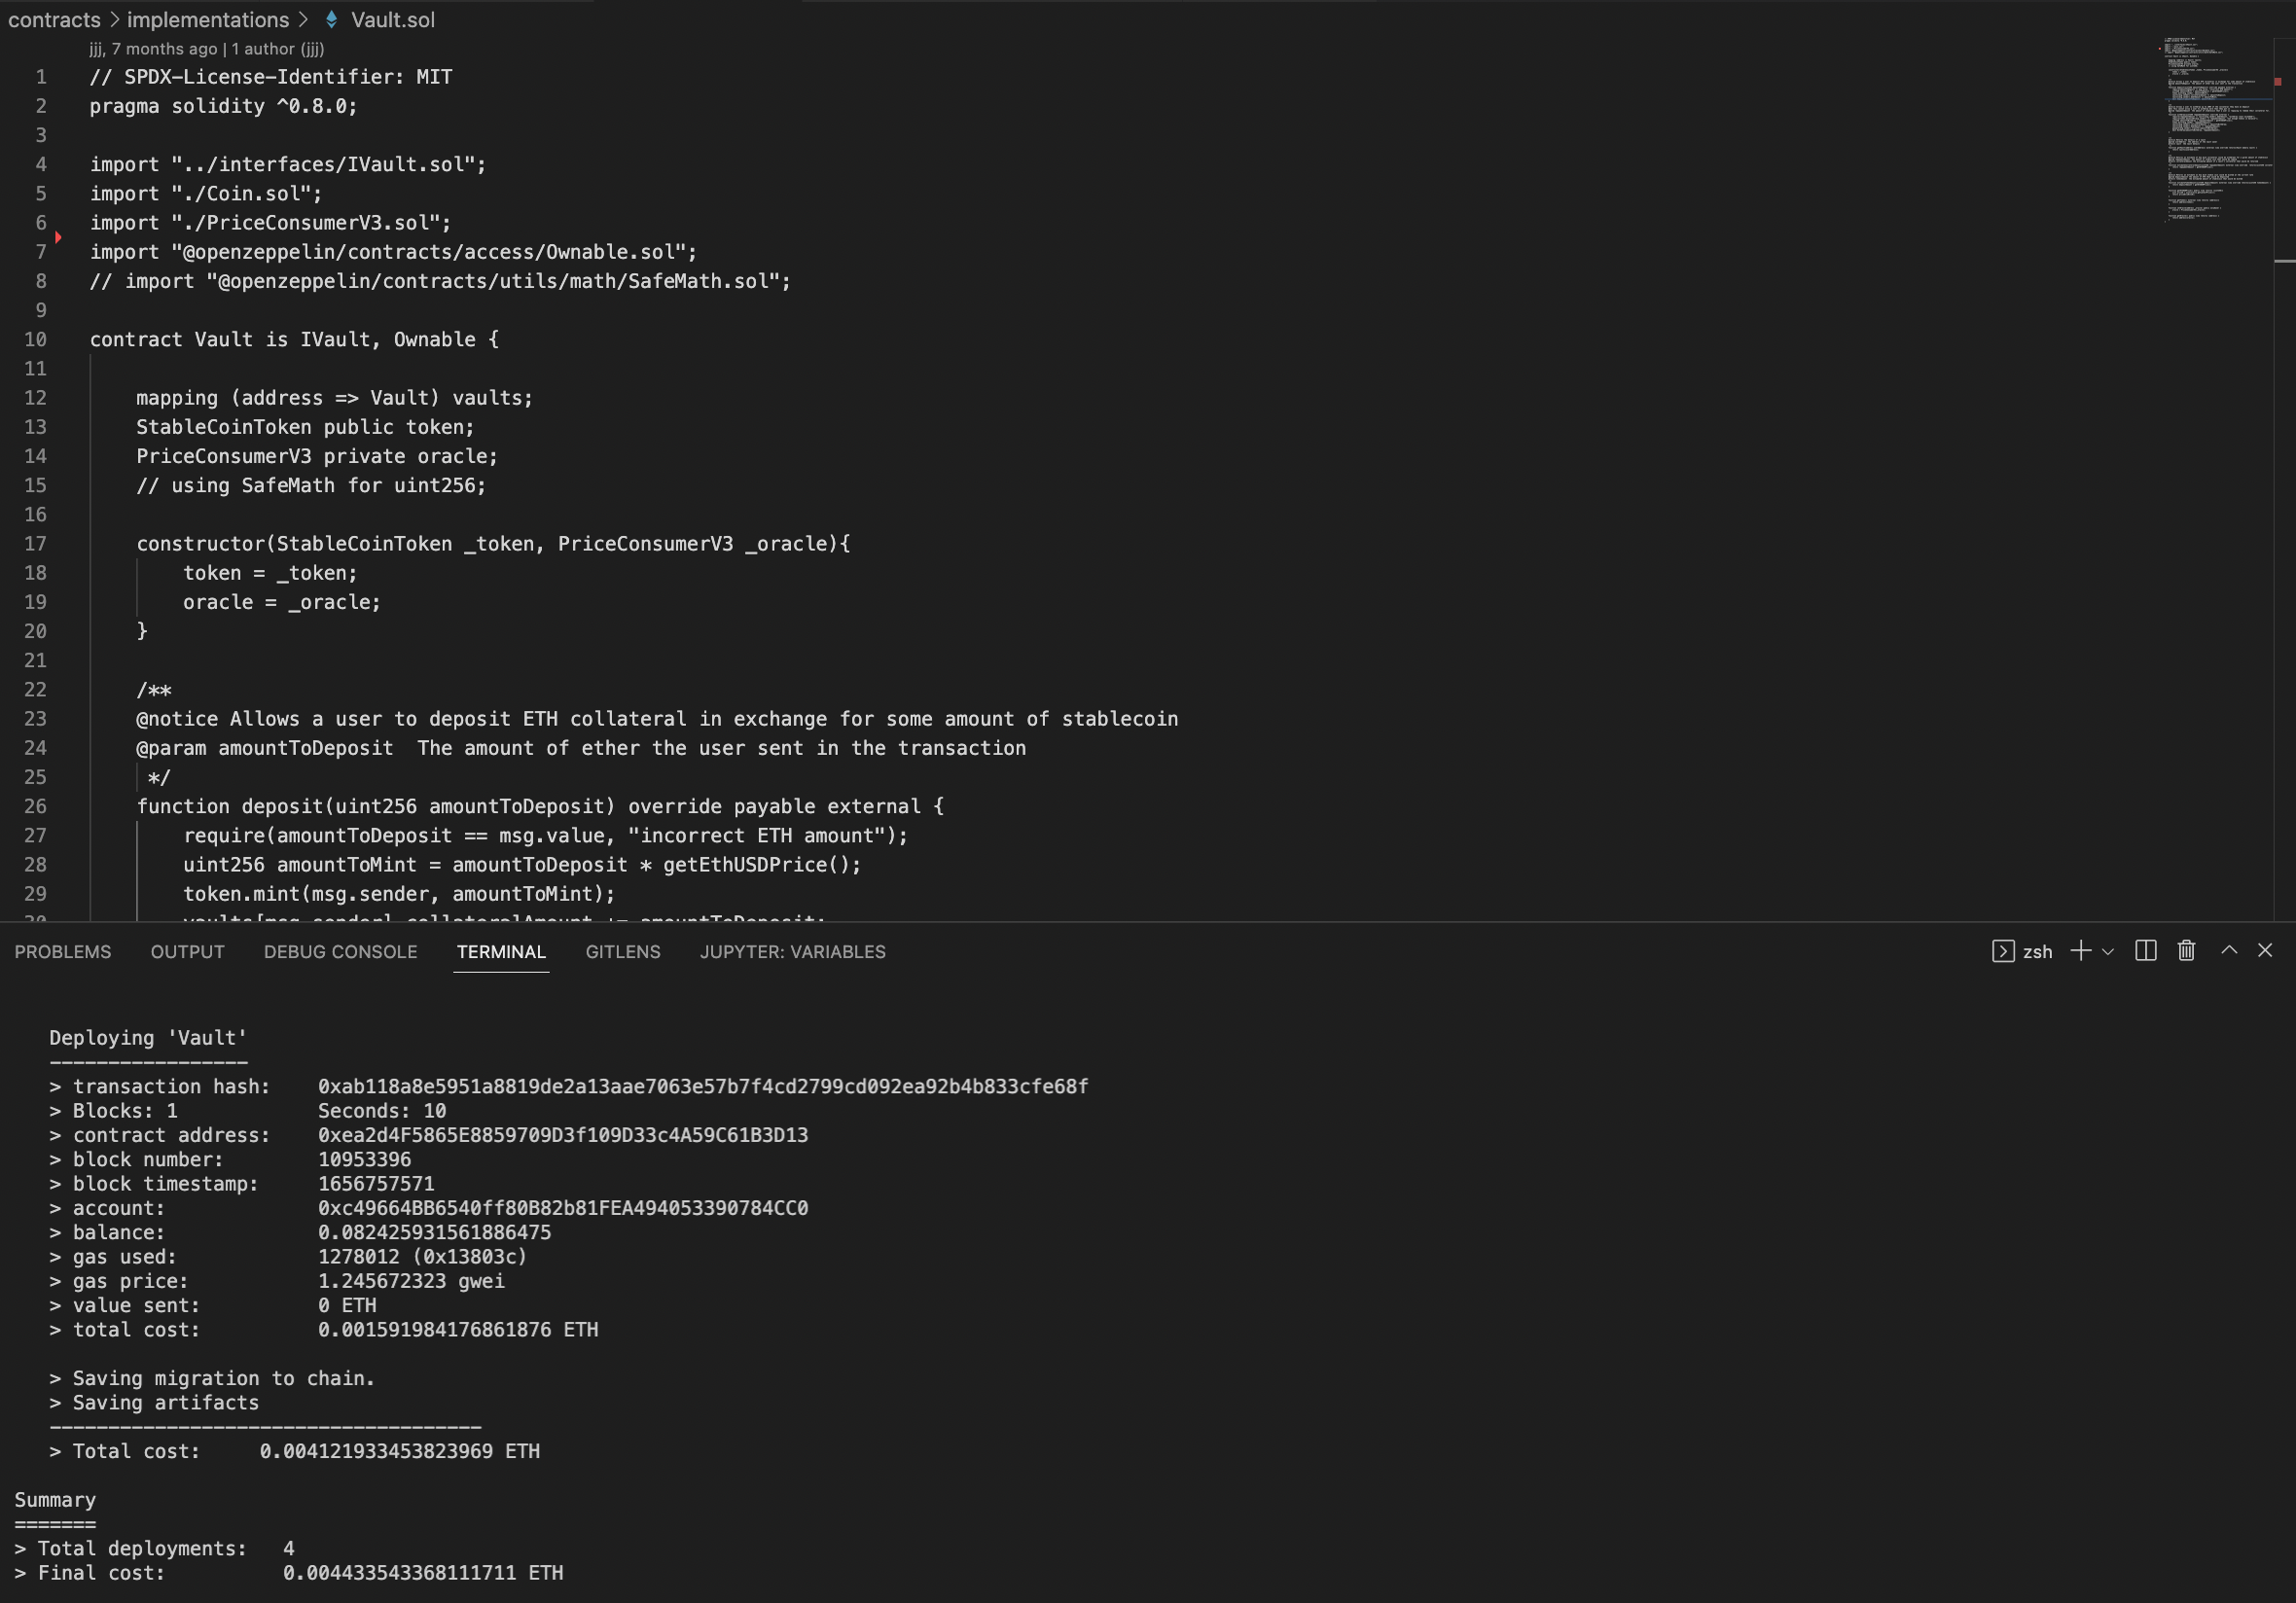 contracts > implementations > Vault.sol
jjj, 7 months ago | 1 author (jjj)
1 // SPDX-License-Identifier: MIT
2 pragma solidity ^0.8.0;
3
4 import "../interfaces/IVault.sol";
5 import "./Coin.sol";
6 import "./PriceConsumerV3.sol";
7 import "@openzeppelin/contracts/access/Ownable.sol";
8 // import "@openzeppelin/contracts/utils/math/SafeMath.sol";
9
10 contract Vault is IVault, Ownable {
11
12 mapping (address => Vault) vaults;
13 StableCoinToken public token;
14 PriceConsumerV3 private oracle;
15 // using SafeMath for uint256;
16
17 constructor(StableCoinToken _token, PriceConsumerV3 _oracle){
18 token = _token;
19 oracle = _oracle;
20 }
21
22 /**
23 @notice Allows a user to deposit ETH collateral in exchange for some amount of stablecoin
24 @param amountToDeposit  The amount of ether the user sent in the transaction
25 */
26 function deposit(uint256 amountToDeposit) override payable external {
27 require(amountToDeposit == msg.value, "incorrect ETH amount");
28 uint256 amountToMint = amountToDeposit * getEthUSDPrice();
29 token.mint(msg.sender, amountToMint);
30 vaults[msg.sender].collateralAmount += amountToDeposit;
PROBLEMS OUTPUT DEBUG CONSOLE TERMINAL GITLENS JUPYTER: VARIABLES zsh
Deploying 'Vault'
-----------------
> transaction hash: 0xab118a8e5951a8819de2a13aae7063e57b7f4cd2799cd092ea92b4b833cfe68f
> Blocks: 1 Seconds: 10
> contract address: 0xea2d4F5865E8859709D3f109D33c4A59C61B3D13
> block number: 10953396
> block timestamp: 1656757571
> account: 0xc49664BB6540ff80B82b81FEA494053390784CC0
> balance: 0.082425931561886475
> gas used: 1278012 (0x13803c)
> gas price: 1.245672323 gwei
> value sent: 0 ETH
> total cost: 0.001591984176861876 ETH
> Saving migration to chain.
> Saving artifacts
-------------------------------------
> Total cost: 0.004121933453823969 ETH
Summary
=======
> Total deployments: 4
> Final cost: 0.004433543368111711 ETH